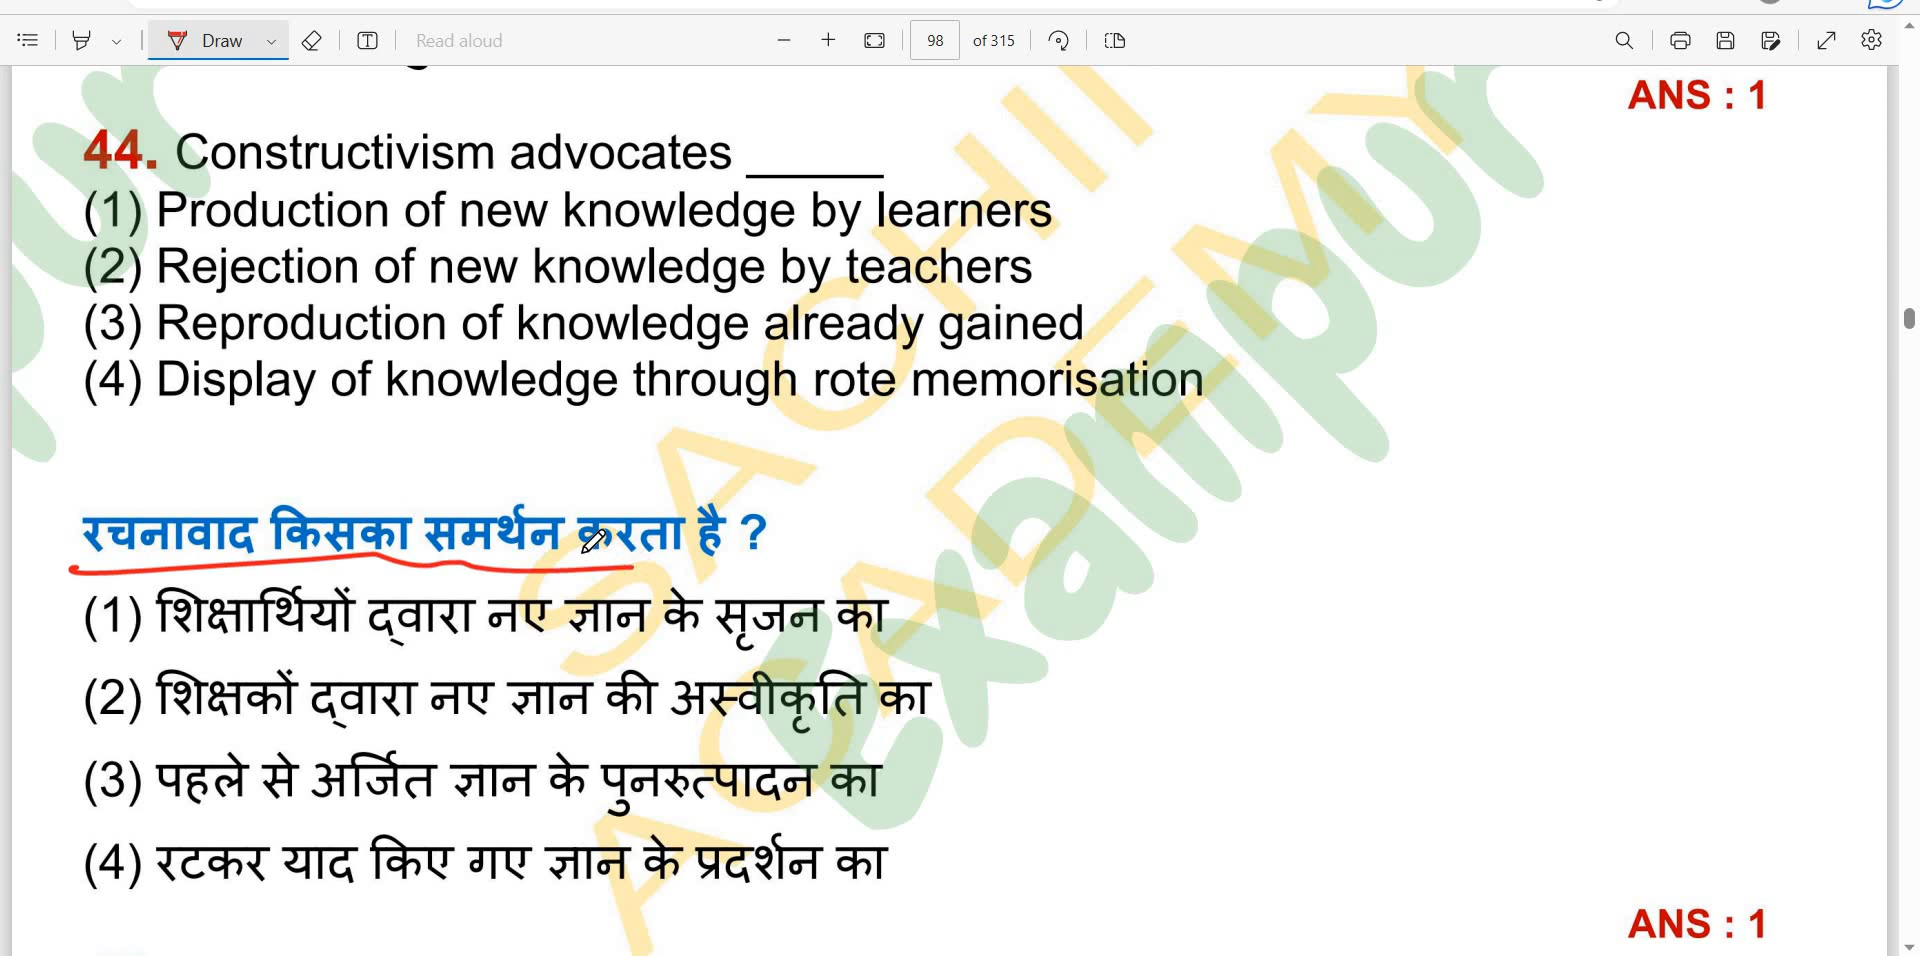 Draw
Read aloud
98
of 315
ANS : 1
44. Constructivism advocates ______
(1) Production of new knowledge by learners
(2) Rejection of new knowledge by teachers
(3) Reproduction of knowledge already gained
(4) Display of knowledge through rote memorisation
रचनावाद किसका समर्थन करता है ?
(1) शिक्षार्थियों द्वारा नए ज्ञान के सृजन का
(2) शिक्षकों द्वारा नए ज्ञान की अस्वीकृति का
(3) पहले से अर्जित ज्ञान के पुनरुत्पादन का
(4) रटकर याद किए गए ज्ञान के प्रदर्शन का
ANS : 1
SACHIN
ACADEMY
Exampur